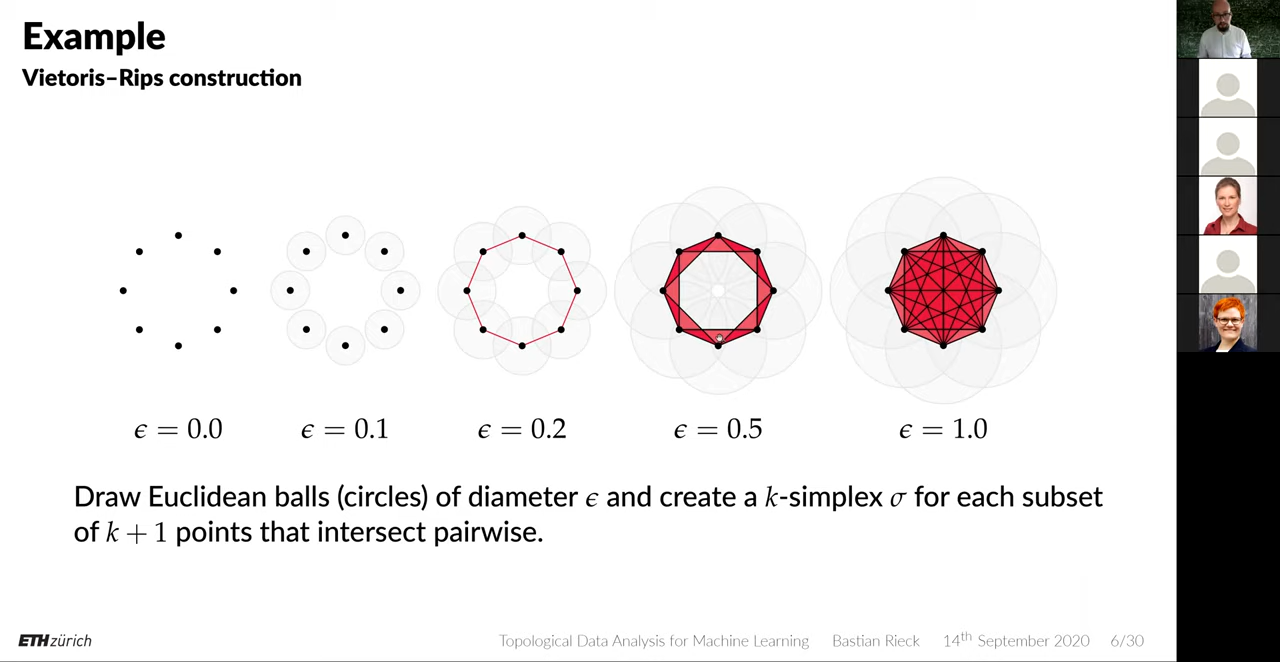 Example
Vietoris–Rips construction
ϵ = 0.0
ϵ = 0.1
ϵ = 0.2
ϵ = 0.5
ϵ = 1.0
Draw Euclidean balls (circles) of diameter ϵ and create a k-simplex σ for each subset
of k + 1 points that intersect pairwise.
ETHzürich
Topological Data Analysis for Machine Learning Bastian Rieck 14th September 2020 6/30